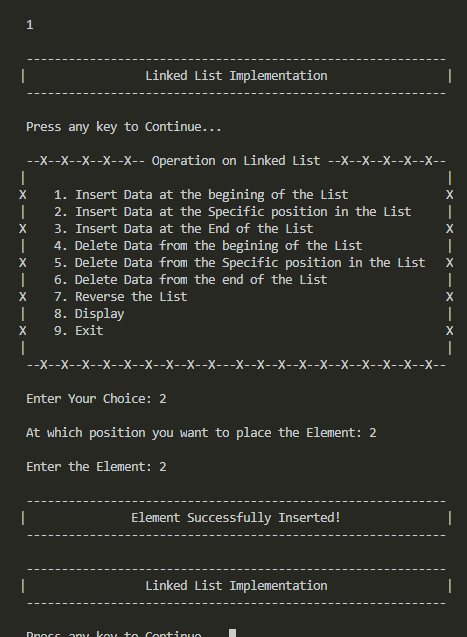 1
--------------------------------------------------------------
|                 Linked List Implementation                 |
--------------------------------------------------------------
Press any key to Continue...
--X--X--X--X--X-- Operation on Linked List --X--X--X--X--X--
|                                                            |
X    1. Insert Data at the begining of the List              X
|    2. Insert Data at the Specific position in the List     |
X    3. Insert Data at the End of the List                   X
|    4. Delete Data from the begining of the List            |
X    5. Delete Data from the Specific position in the List   X
|    6. Delete Data from the end of the List                 |
X    7. Reverse the List                                     X
|    8. Display                                              |
X    9. Exit                                                 X
|                                                            |
--X--X--X--X--X--X--X--X--X--X---X--X--X--X--X--X--X--X--X--
Enter Your Choice: 2
At which position you want to place the Element: 2
Enter the Element: 2
--------------------------------------------------------------
|               Element Successfully Inserted!               |
--------------------------------------------------------------
--------------------------------------------------------------
|                 Linked List Implementation                 |
--------------------------------------------------------------
Press any key to Continue...